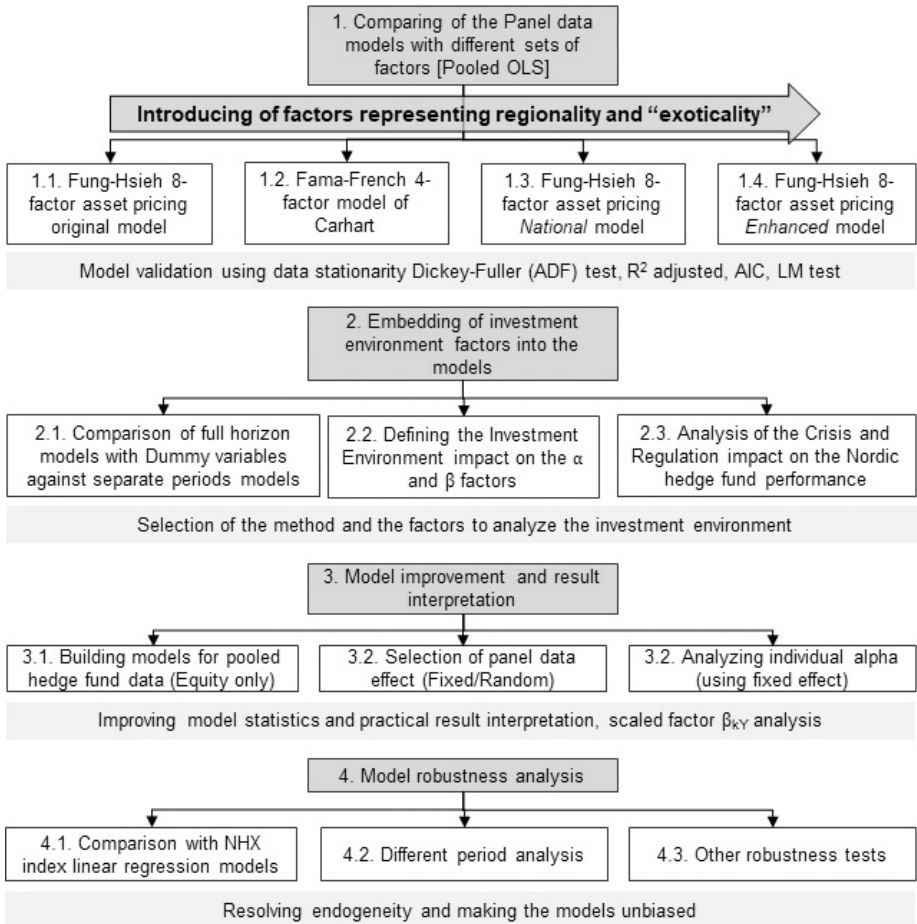 1. Comparing of the Panel data
models with different sets of
factors [Pooled OLS]
Introducing of factors representing regionality and “exoticality”
1.1. Fung-Hsieh 8-
factor asset pricing
original model
1.2. Fama-French 4-
factor model of
Carhart
1.3. Fung-Hsieh 8-
factor asset pricing
National model
1.4. Fung-Hsieh 8-
factor asset pricing
Enhanced model
Model validation using data stationarity Dickey-Fuller (ADF) test, R² adjusted, AIC, LM test
2. Embedding of investment
environment factors into the
models
2.1. Comparison of full horizon
models with Dummy variables
against separate periods models
2.2. Defining the Investment
Environment impact on the α
and β factors
2.3. Analysis of the Crisis and
Regulation impact on the Nordic
hedge fund performance
Selection of the method and the factors to analyze the investment environment
3. Model improvement and result
interpretation
3.1. Building models for pooled
hedge fund data (Equity only)
3.2. Selection of panel data
effect (Fixed/Random)
3.2. Analyzing individual alpha
(using fixed effect)
Improving model statistics and practical result interpretation, scaled factor βkY analysis
4. Model robustness analysis
4.1. Comparison with NHX
index linear regression models
4.2. Different period analysis
4.3. Other robustness tests
Resolving endogeneity and making the models unbiased